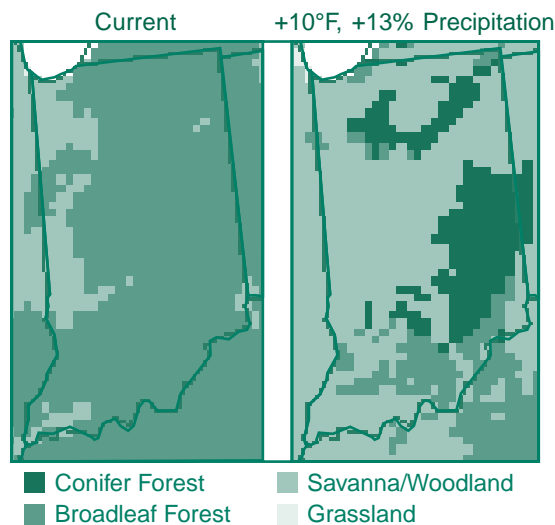 Current
+10°F, +13% Precipitation
Conifer Forest
Savanna/Woodland
Broadleaf Forest
Grassland